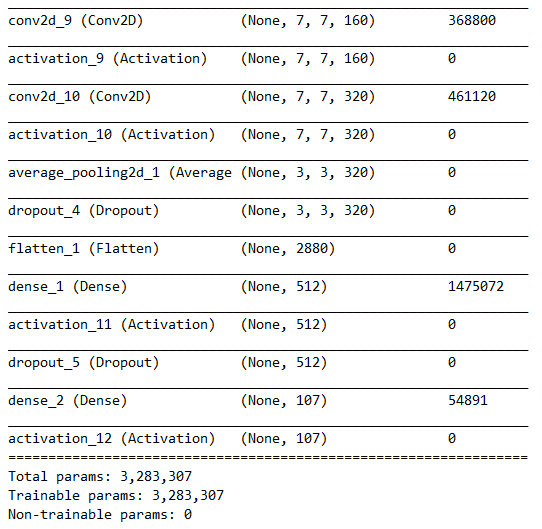 conv2d_9 (Conv2D) (None, 7, 7, 160) 368800
activation_9 (Activation) (None, 7, 7, 160) 0
conv2d_10 (Conv2D) (None, 7, 7, 320) 461120
activation_10 (Activation) (None, 7, 7, 320) 0
average_pooling2d_1 (Average (None, 3, 3, 320) 0
dropout_4 (Dropout) (None, 3, 3, 320) 0
flatten_1 (Flatten) (None, 2880) 0
dense_1 (Dense) (None, 512) 1475072
activation_11 (Activation) (None, 512) 0
dropout_5 (Dropout) (None, 512) 0
dense_2 (Dense) (None, 107) 54891
activation_12 (Activation) (None, 107) 0
Total params: 3,283,307
Trainable params: 3,283,307
Non-trainable params: 0